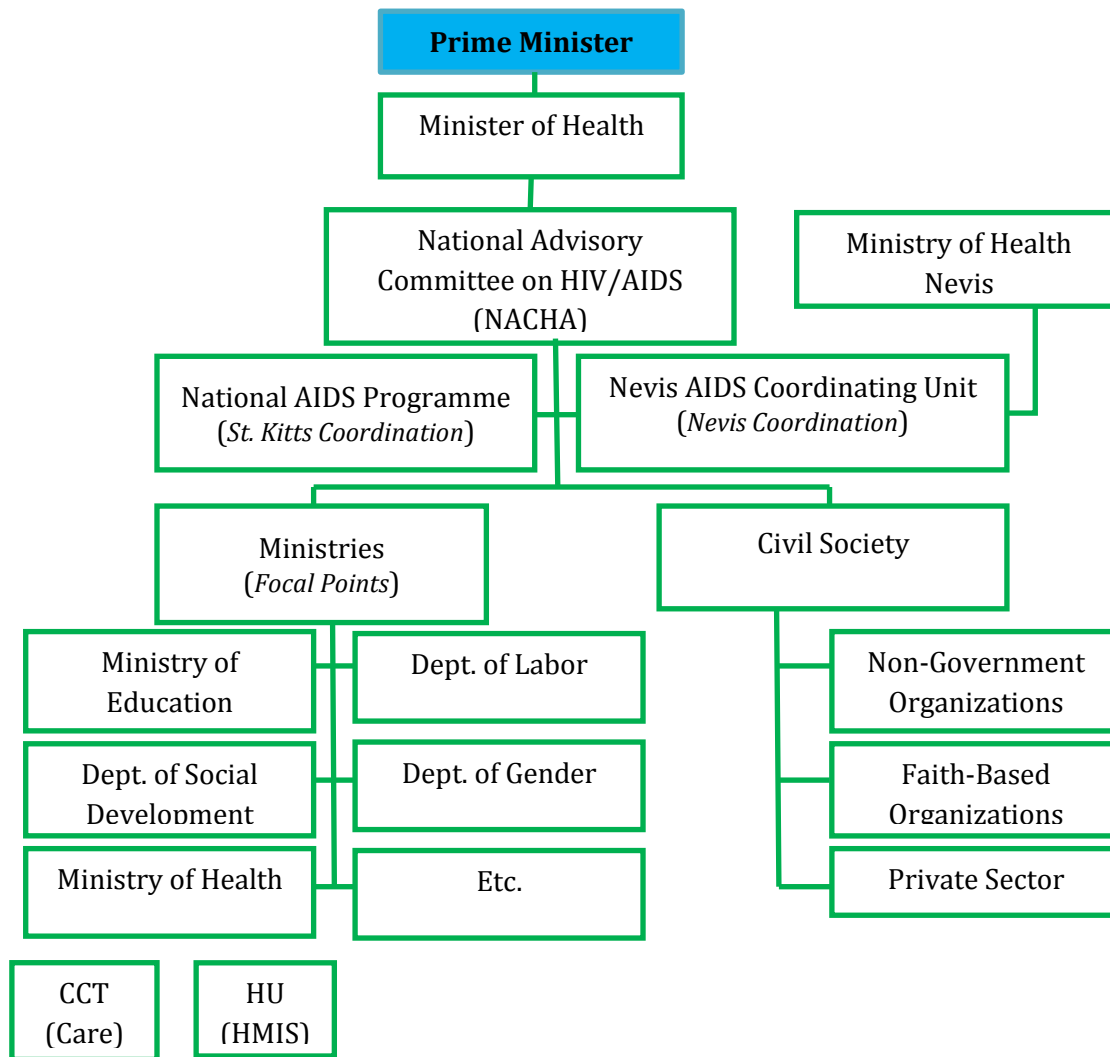 Prime Minister
Minister of Health
National Advisory
Committee on HIV/AIDS
(NACHA)
Ministry of Health
Nevis
National AIDS Programme
(St. Kitts Coordination)
Nevis AIDS Coordinating Unit
(Nevis Coordination)
Ministries
(Focal Points)
Civil Society
Ministry of
Education
Dept. of Labor
Non-Government
Organizations
Dept. of Social
Development
Dept. of Gender
Faith-Based
Organizations
Ministry of Health
Etc.
Private Sector
CCT
(Care)
HU
(HMIS)